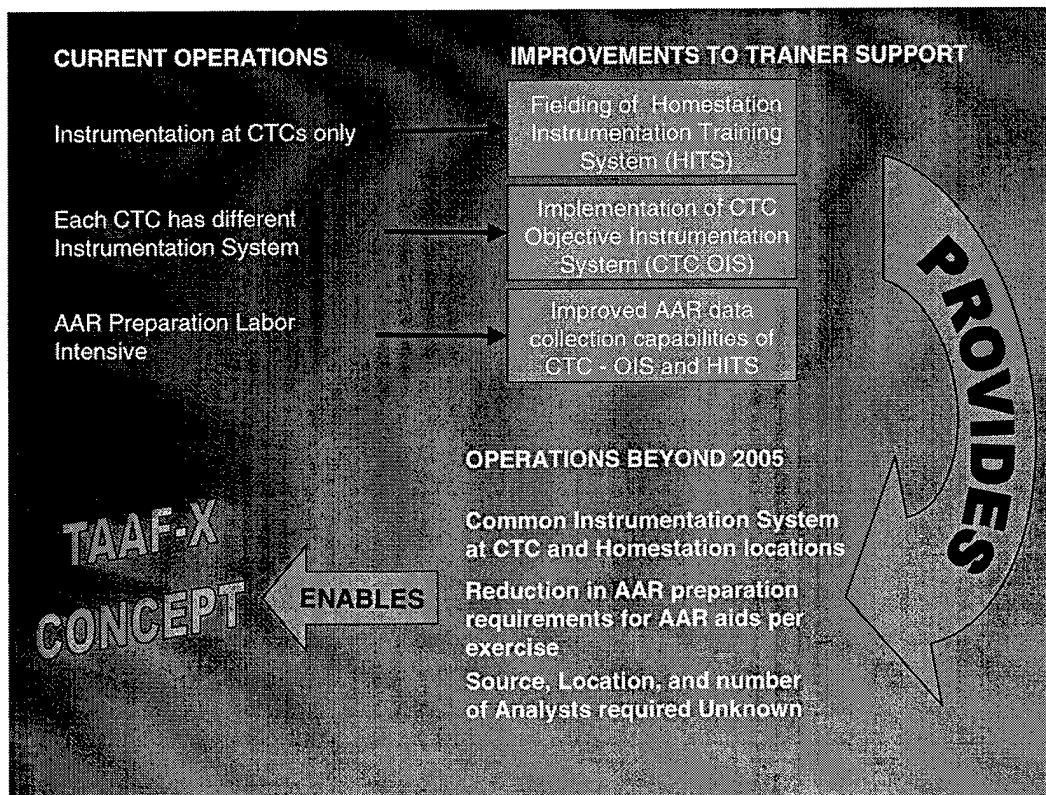 CURRENT OPERATIONS
IMPROVEMENTS TO TRAINER SUPPORT
Instrumentation at CTCs only
Fielding of Homestation
Instrumentation Training
System (HITS)
Each CTC has different
Instrumentation System
Implementation of CTC
Objective Instrumentation
System (CTC OIS)
AAR Preparation Labor
Intensive
Improved AAR data
collection capabilities of
CTC - OIS and HITS
PROVIDES
OPERATIONS BEYOND 2005
Common Instrumentation System
at CTC and Homestation locations
Reduction in AAR preparation
requirements for AAR aids per
exercise
Source, Location, and number
of Analysts required Unknown
ENABLES
TAAF-X
CONCEPT